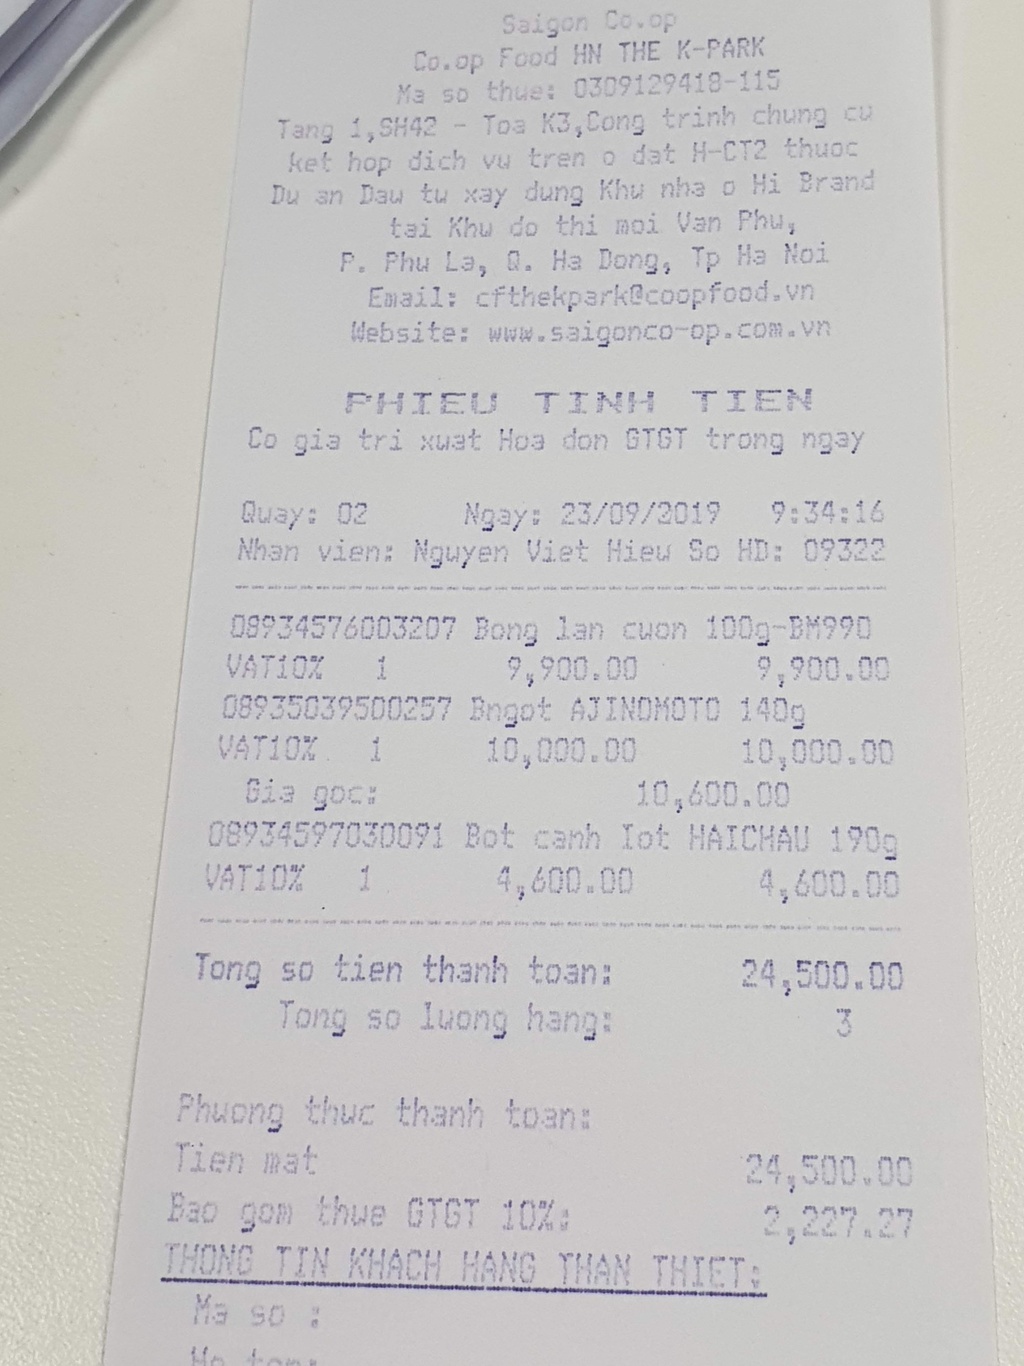 Saigon Co.op
Co.op Food HN THE K-PARK
Ma so thue: 0309129418-115
Tang 1,SH42 - Toa K3,Cong trinh chung cu
ket hop dich vu tren o dat H-CT2 thuoc
Du an Dau tu xay dung Khu nha o Hi Brand
tai Khu do thi moi Van Phu,
P. Phu La, Q. Ha Dong, Tp Ha Noi
Email: cfthekpark@coopfood.vn
Website: www.saigonco-op.com.vn
PHIEU TINH TIEN
Co gia tri xuat Hoa don GTGT trong ngay
Quay: 02 Ngay: 23/09/2019 9:34:16
Nhan vien: Nguyen Viet Hieu So HD: 09322
08934576003207 Bong lan cuon 100g-BM990
VAT10% 1 9,900.00 9,900.00
08935039500257 Bngot AJINOMOTO 140g
VAT10% 1 10,000.00 10,000.00
Gia goc: 10,600.00
08934597030091 Bot canh Iot HAICHAU 190g
VAT10% 1 4,600.00 4,600.00
Tong so tien thanh toan: 24,500.00
Tong so luong hang: 3
Phuong thuc thanh toan:
Tien mat 24,500.00
Bao gom thue GTGT 10%: 2,227.27
THONG TIN KHACH HANG THAN THIET:
Ma so :
Ho ten: